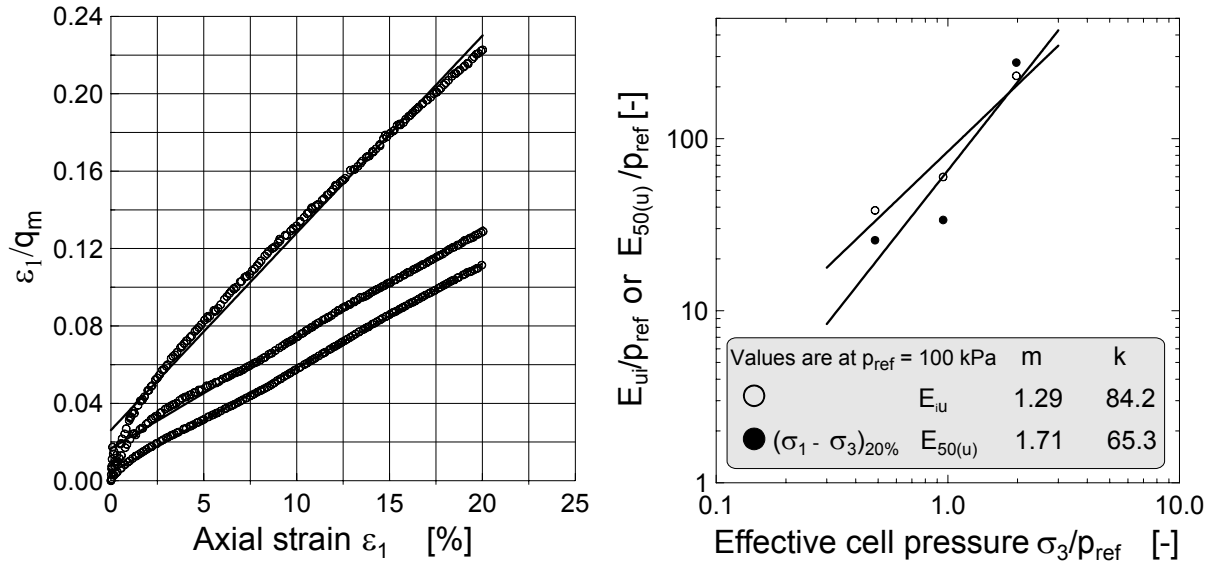 0.24
0.20
0.16
0.12
0.08
0.04
0.00
ε1/qm
0 5 10 15 20 25
Axial strain ε1 [%]
Eui/pref or E50(u)/pref [-]
100
10
1
Values are at pref = 100 kPa m k
Eiu 1.29 84.2
(σ1 - σ3)20% E50(u) 1.71 65.3
0.1 1.0 10.0
Effective cell pressure σ3/pref [-]